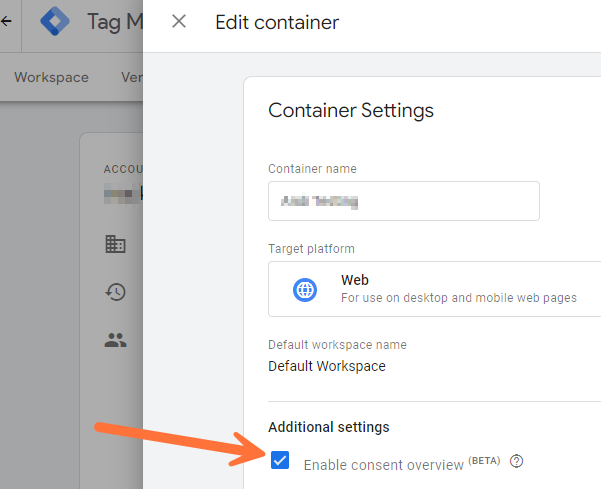 Tag M
Edit container
Workspace
Ver
Container Settings
ACCOU
Container name
Target platform
Web
For use on desktop and mobile web pages
Default workspace name
Default Workspace
Additional settings
Enable consent overview (BETA)